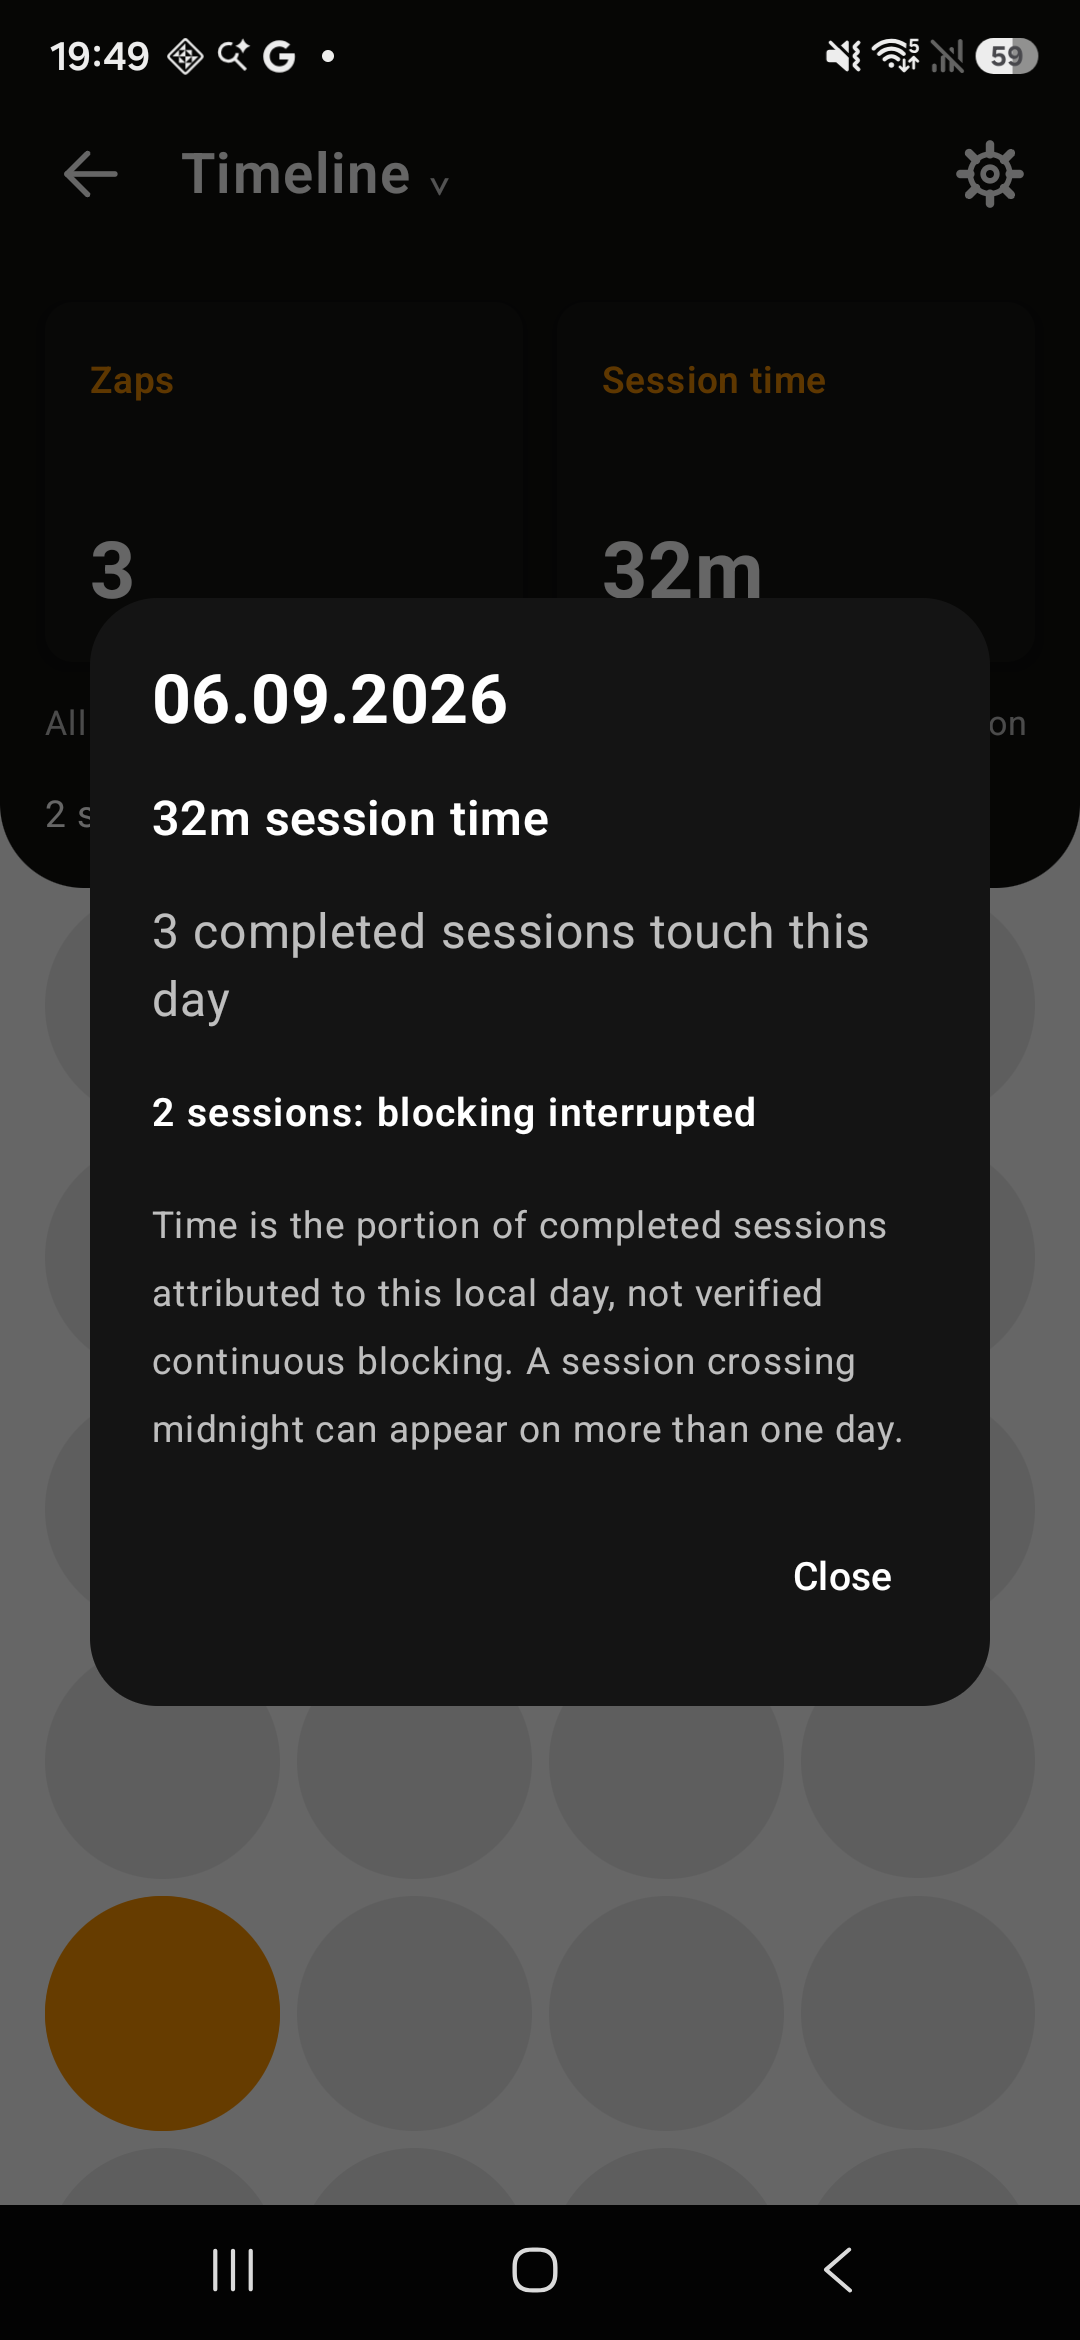 19:49
5
59
Timeline
Zaps
Session time
3
32m
All
on
2 s
06.09.2026
32m session time
3 completed sessions touch this
day
2 sessions: blocking interrupted
Time is the portion of completed sessions
attributed to this local day, not verified
continuous blocking. A session crossing
midnight can appear on more than one day.
Close